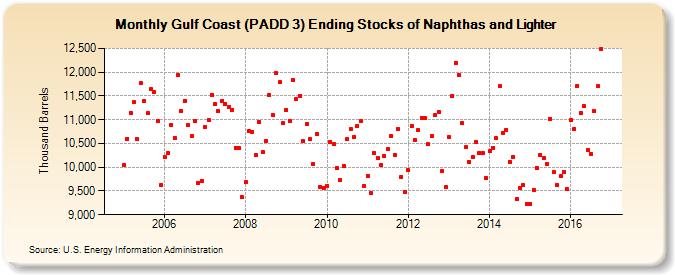 Monthly Gulf Coast (PADD 3) Ending Stocks of Naphthas and Lighter
Thousand Barrels
12,500
12,000
11,500
11,000
10,500
10,000
9,500
9,000
2006 2008 2010 2012 2014 2016
Source: U.S. Energy Information Administration